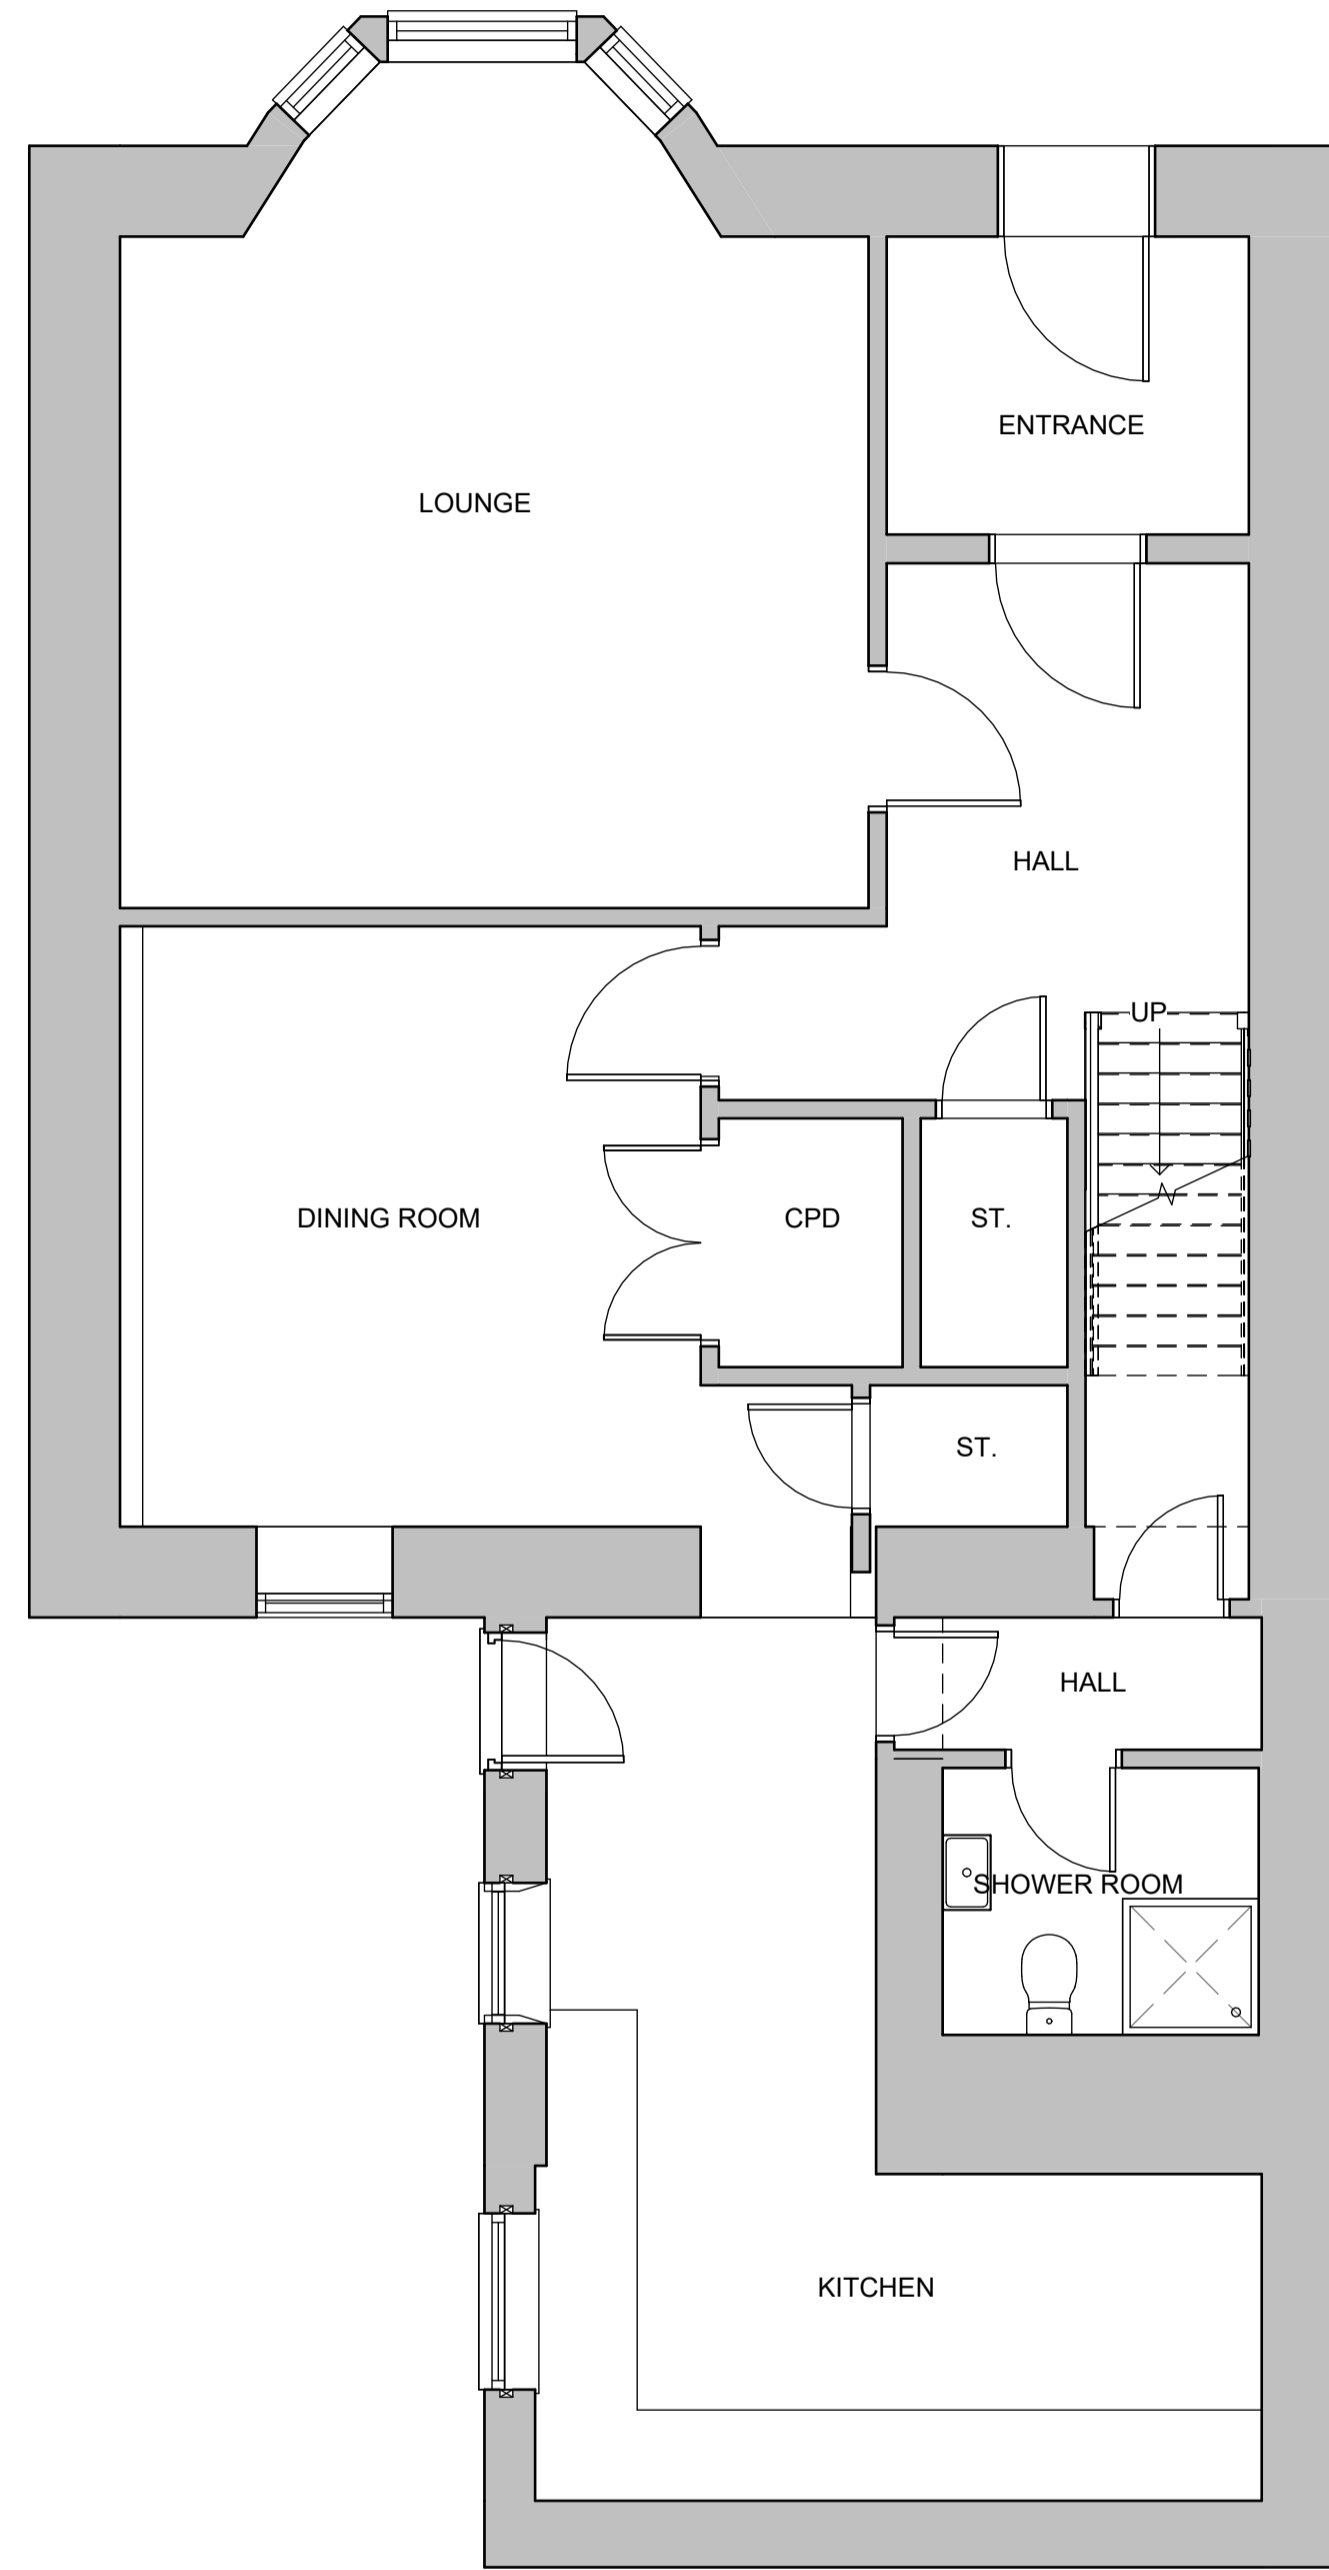 ENTRANCE
LOUNGE
HALL
UP
DINING ROOM
CPD
ST.
ST.
HALL
SHOWER ROOM
KITCHEN